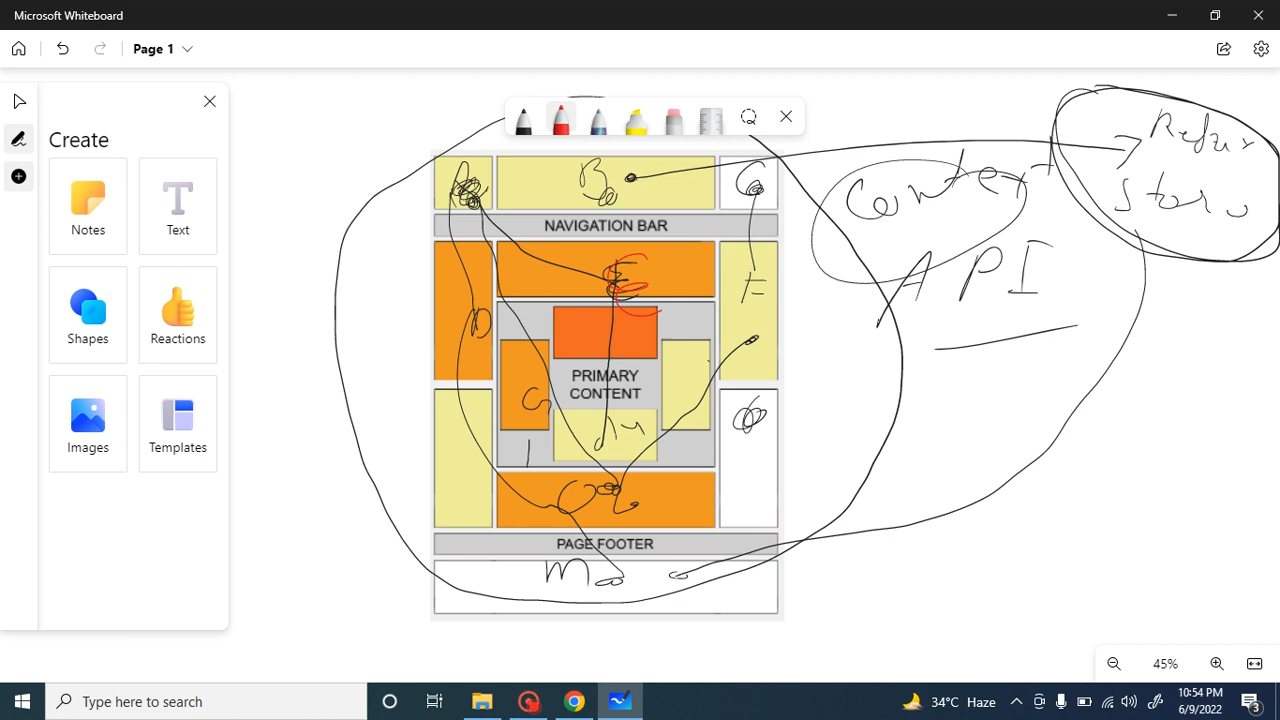 Microsoft Whiteboard
Page 1
Create
Notes
Text
Shapes
Reactions
Images
Templates
A
B
C
NAVIGATION BAR
E
F
D
PRIMARY
CONTENT
G
L
PAGE FOOTER
M
Context
API
Store
45%
Type here to search
34°C Haze
10:54 PM
6/9/2022
3